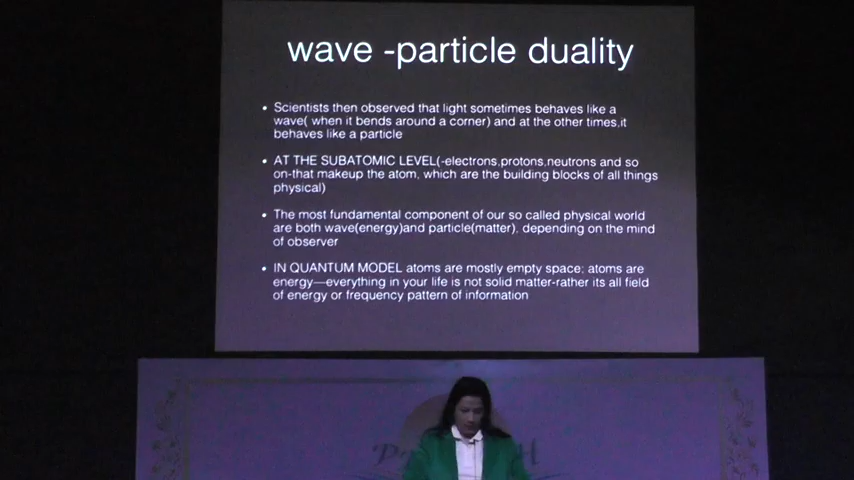 wave -particle duality
• Scientists then observed that light sometimes behaves like a
wave( when it bends around a corner) and at the other times,it
behaves like a particle
• AT THE SUBATOMIC LEVEL(-electrons,protons,neutrons and so
on-that makeup the atom, which are the building blocks of all things
physical)
• The most fundamental component of our so called physical world
are both wave(energy)and particle(matter), depending on the mind
of observer
• IN QUANTUM MODEL atoms are mostly empty space; atoms are
energy—everything in your life is not solid matter-rather its all field
of energy or frequency pattern of information